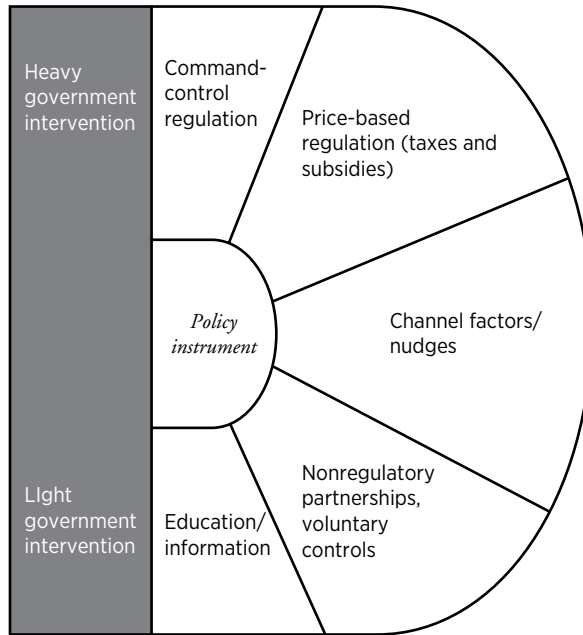 Heavy
government
intervention
Command-
control
regulation
Price-based
regulation (taxes and
subsidies)
Policy
instrument
Channel factors/
nudges
LIght
government
intervention
Education/
information
Nonregulatory
partnerships,
voluntary
controls